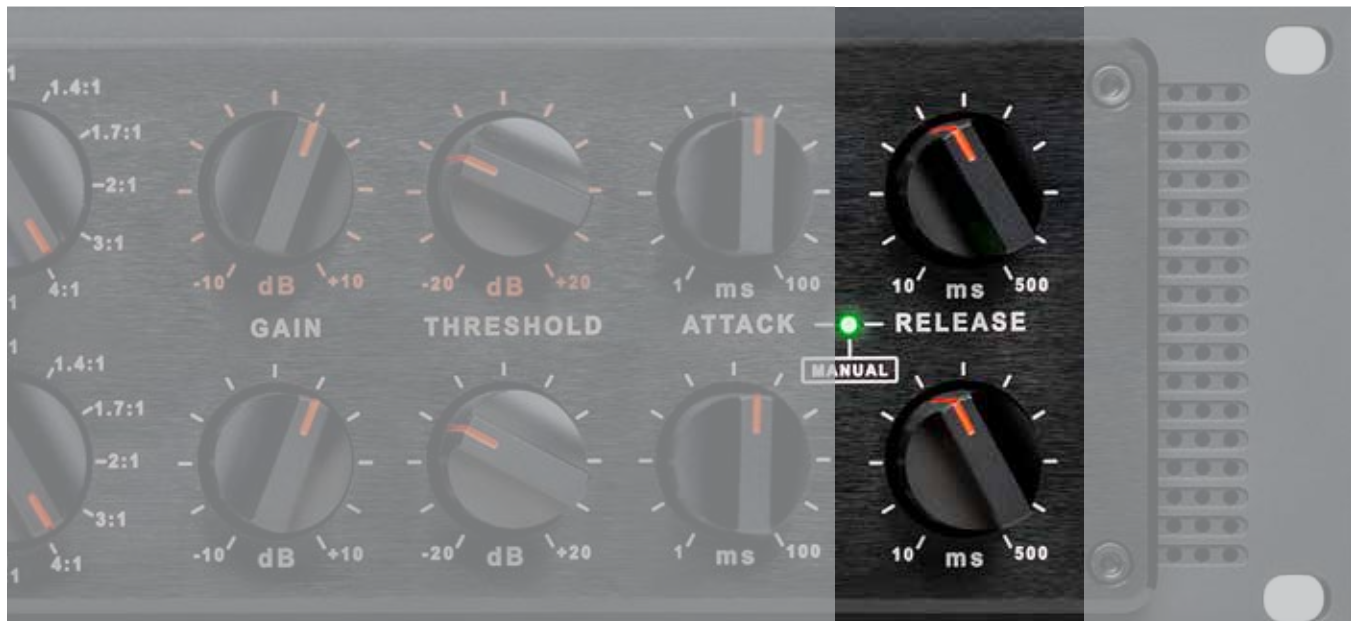 1.4:1
1.7:1
2:1
3:1
4:1
-10 dB +10
-20 dB +20
1 ms 100
10 ms 500
GAIN THRESHOLD ATTACK RELEASE
MANUAL
1.4:1
1.7:1
2:1
3:1
4:1
-10 dB +10
-20 dB +20
1 ms 100
10 ms 500